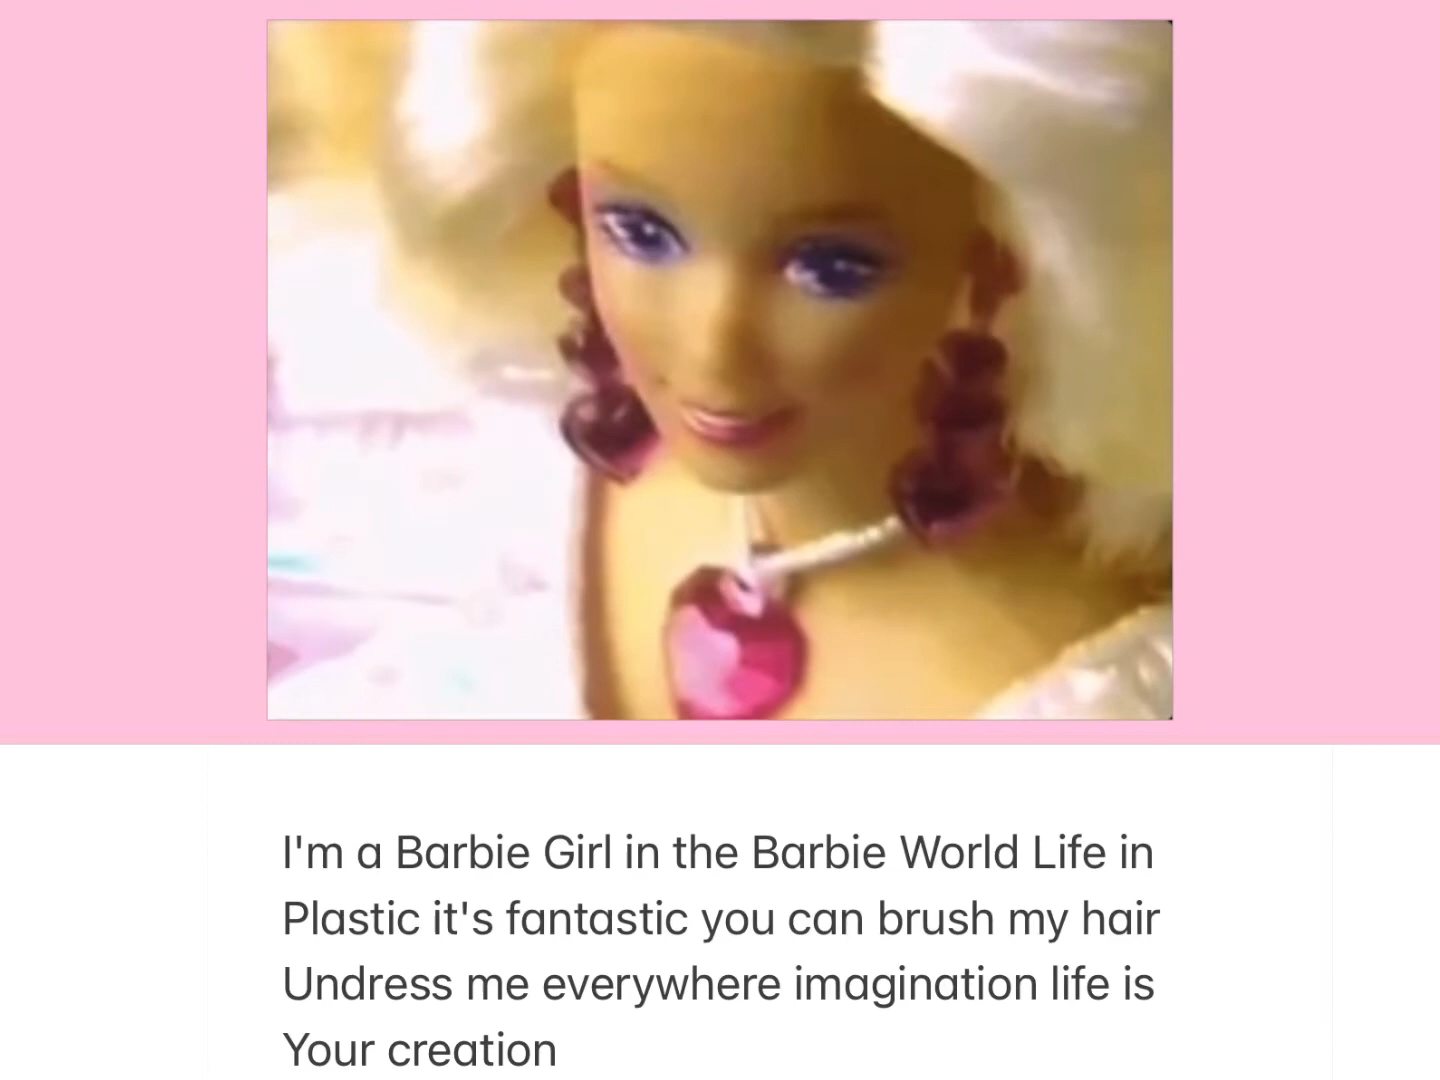 I'm a Barbie Girl in the Barbie World Life in
Plastic it's fantastic you can brush my hair
Undress me everywhere imagination life is
Your creation